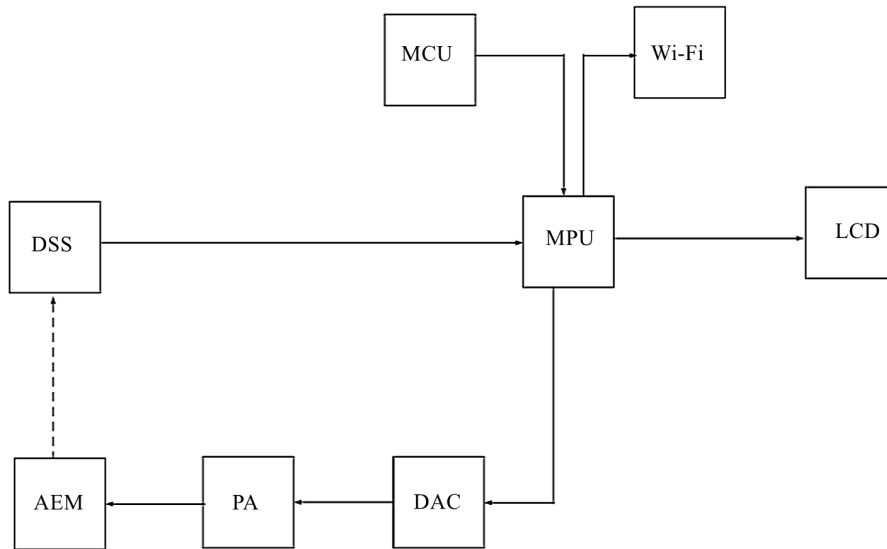 MCU
Wi-Fi
DSS
MPU
LCD
AEM
PA
DAC